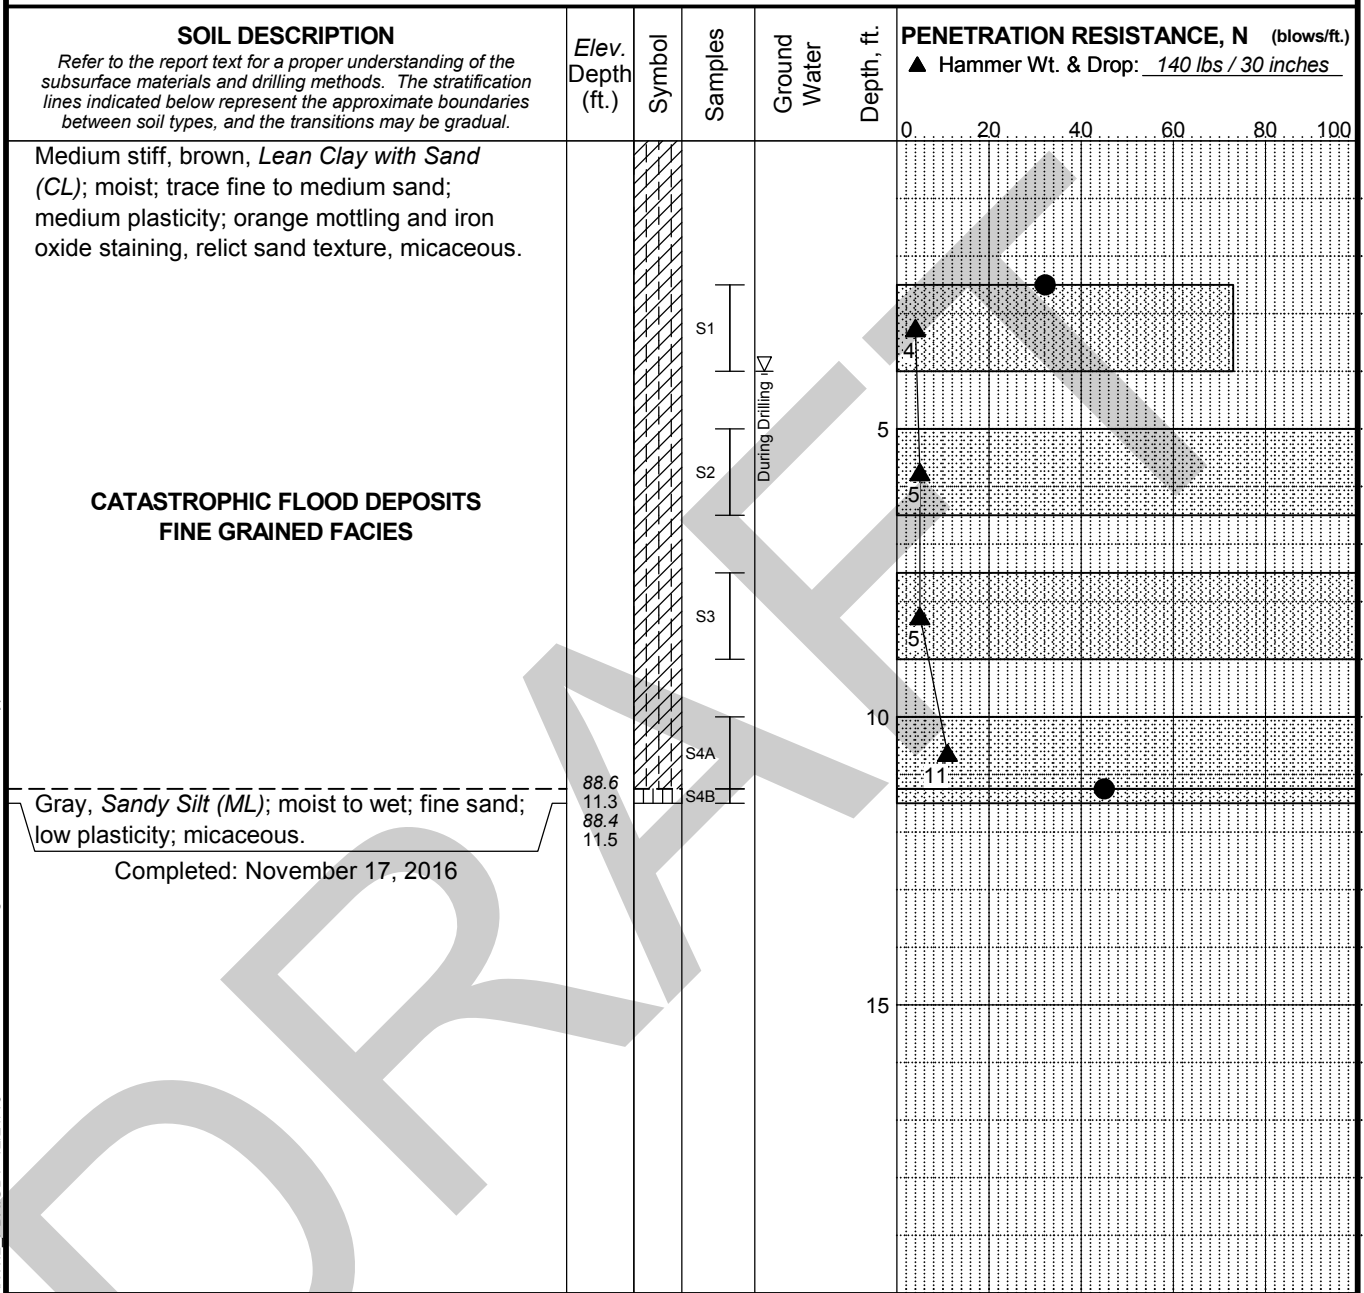 SOIL DESCRIPTION
Refer to the report text for a proper understanding of the
subsurface materials and drilling methods. The stratification
lines indicated below represent the approximate boundaries
between soil types, and the transitions may be gradual.
Elev.
Depth
(ft.)
Symbol
Samples
Ground
Water
Depth, ft.
PENETRATION RESISTANCE, N (blows/ft.)
▲ Hammer Wt. & Drop: 140 lbs / 30 inches
0 20 40 60 80 100
Medium stiff, brown, Lean Clay with Sand
(CL); moist; trace fine to medium sand;
medium plasticity; orange mottling and iron
oxide staining, relict sand texture, micaceous.
S1
4
During Drilling
5
S2
5
CATASTROPHIC FLOOD DEPOSITS
FINE GRAINED FACIES
S3
5
10
S4A
11
88.6
11.3
S4B
88.4
11.5
Gray, Sandy Silt (ML); moist to wet; fine sand;
low plasticity; micaceous.
Completed: November 17, 2016
15
DRAFT